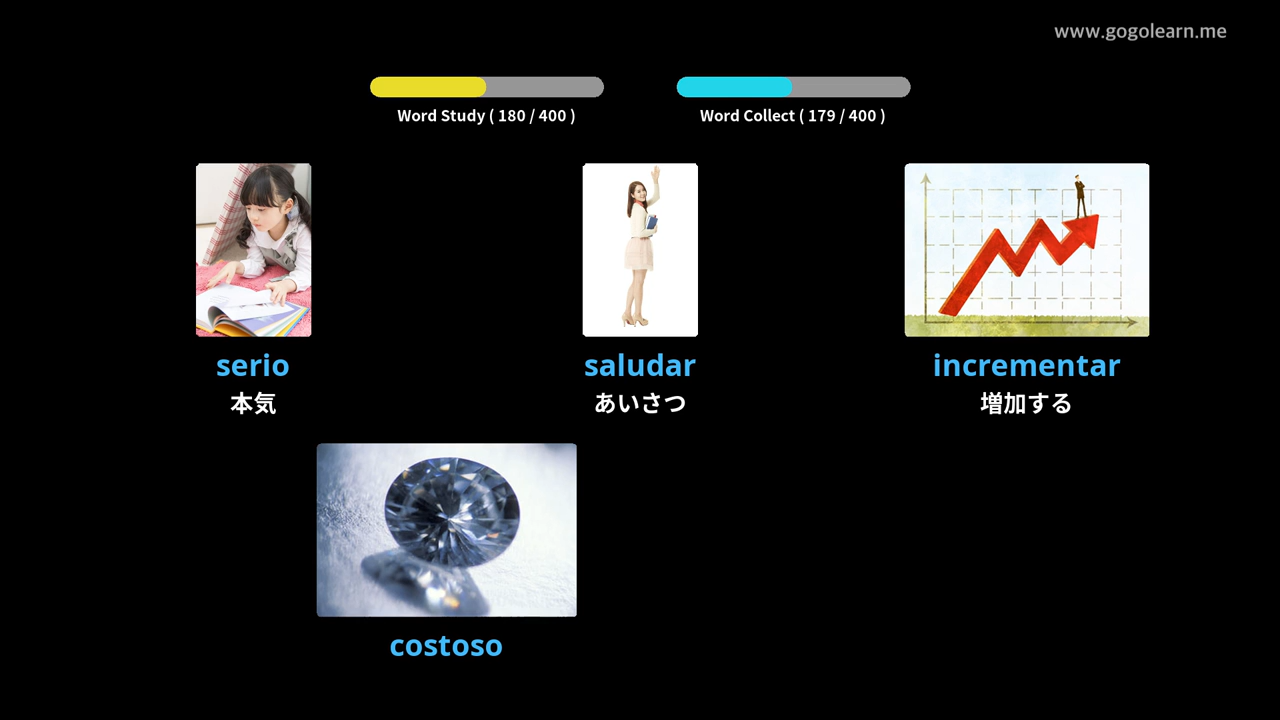 www.gogolearn.me
Word Study ( 180 / 400 )
Word Collect ( 179 / 400 )
serio
本気
saludar
あいさつ
incrementar
増加する
costoso